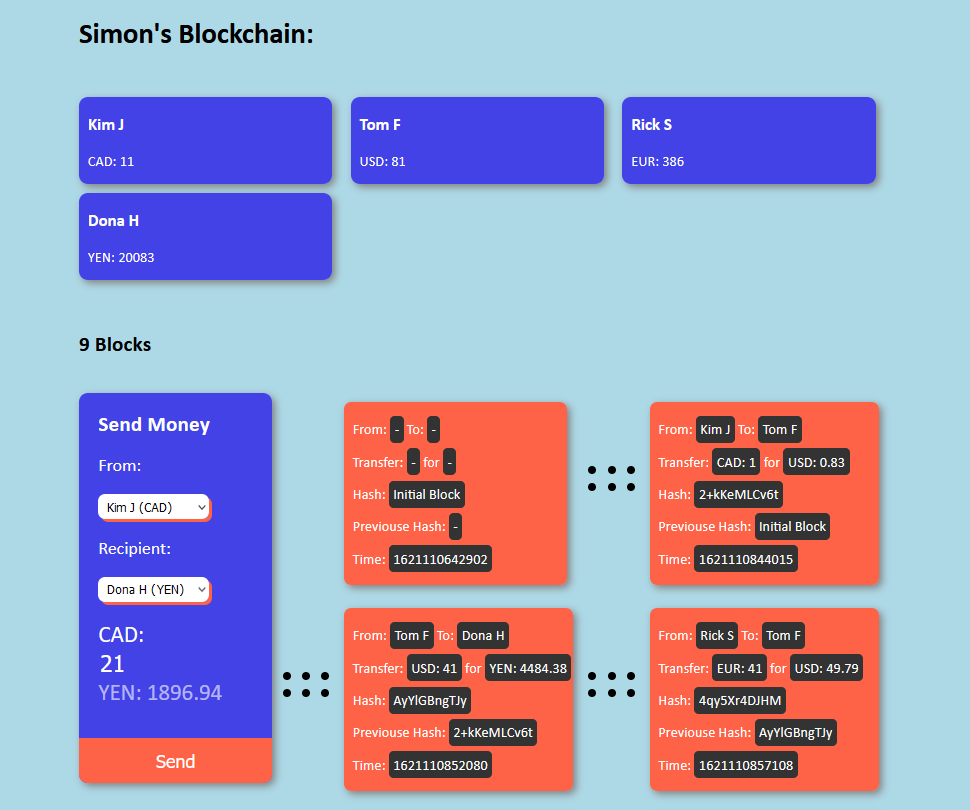 Simon's Blockchain:
Kim J
CAD: 11
Tom F
USD: 81
Rick S
EUR: 386
Dona H
YEN: 20083
9 Blocks
Send Money
From:
Kim J (CAD)
Recipient:
Dona H (YEN)
CAD:
21
YEN: 1896.94
Send
From: - To: -
Transfer: - for -
Hash: Initial Block
Previouse Hash: -
Time: 1621110642902
From: Kim J To: Tom F
Transfer: CAD: 1 for USD: 0.83
Hash: 2+kKeMLCv6t
Previouse Hash: Initial Block
Time: 1621110844015
From: Tom F To: Dona H
Transfer: USD: 41 for YEN: 4484.38
Hash: AyYlGBngTJy
Previouse Hash: 2+kKeMLCv6t
Time: 1621110852080
From: Rick S To: Tom F
Transfer: EUR: 41 for USD: 49.79
Hash: 4qy5Xr4DJHM
Previouse Hash: AyYlGBngTJy
Time: 1621110857108